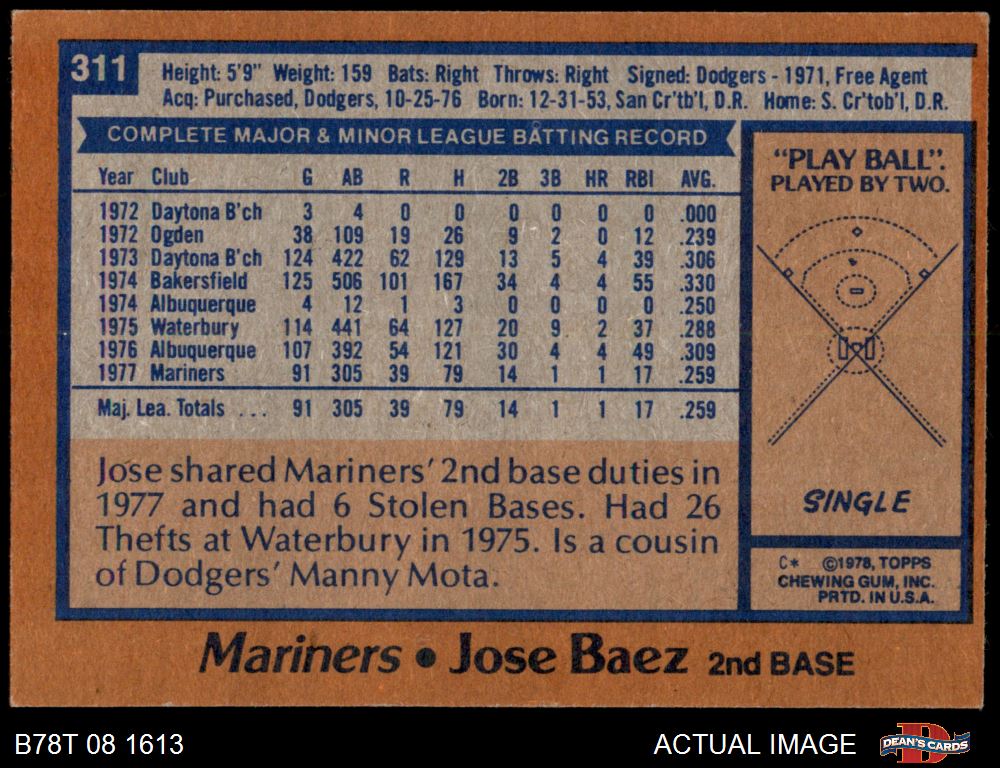 311
Height: 5'9" Weight: 159 Bats: Right Throws: Right Signed: Dodgers - 1971, Free Agent
Acq: Purchased, Dodgers, 10-25-76 Born: 12-31-53, San Cr'tb'l, D.R. Home: S. Cr'tob'l, D.R.
COMPLETE MAJOR & MINOR LEAGUE BATTING RECORD
Year Club G AB R H 2B 3B HR RBI AVG.
1972 Daytona B'ch 3 4 0 0 0 0 0 0 .000
1972 Ogden 38 109 19 26 9 2 0 12 .239
1973 Daytona B'ch 124 422 62 129 13 5 4 39 .306
1974 Bakersfield 125 506 101 167 34 4 4 55 .330
1974 Albuquerque 4 12 1 3 0 0 0 0 .250
1975 Waterbury 114 441 64 127 20 9 2 37 .288
1976 Albuquerque 107 392 54 121 30 4 4 49 .309
1977 Mariners 91 305 39 79 14 1 1 17 .259
Maj. Lea. Totals ... 91 305 39 79 14 1 1 17 .259
Jose shared Mariners' 2nd base duties in
1977 and had 6 Stolen Bases. Had 26
Thefts at Waterbury in 1975. Is a cousin
of Dodgers' Manny Mota.
"PLAY BALL".
PLAYED BY TWO.
SINGLE
C* ©1978, TOPPS
CHEWING GUM, INC.
PRTD. IN U.S.A.
Mariners • Jose Baez 2nd BASE
B78T 08 1613
ACTUAL IMAGE
DEAN'S CARDS